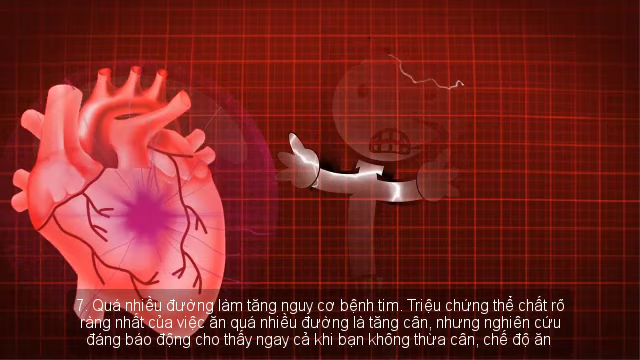 7. Quá nhiều đường làm tăng nguy cơ bệnh tim. Triệu chứng thể chất rõ
ràng nhất của việc ăn quá nhiều đường là tăng cân, nhưng nghiên cứu
đáng báo động cho thấy ngay cả khi bạn không thừa cân, chế độ ăn